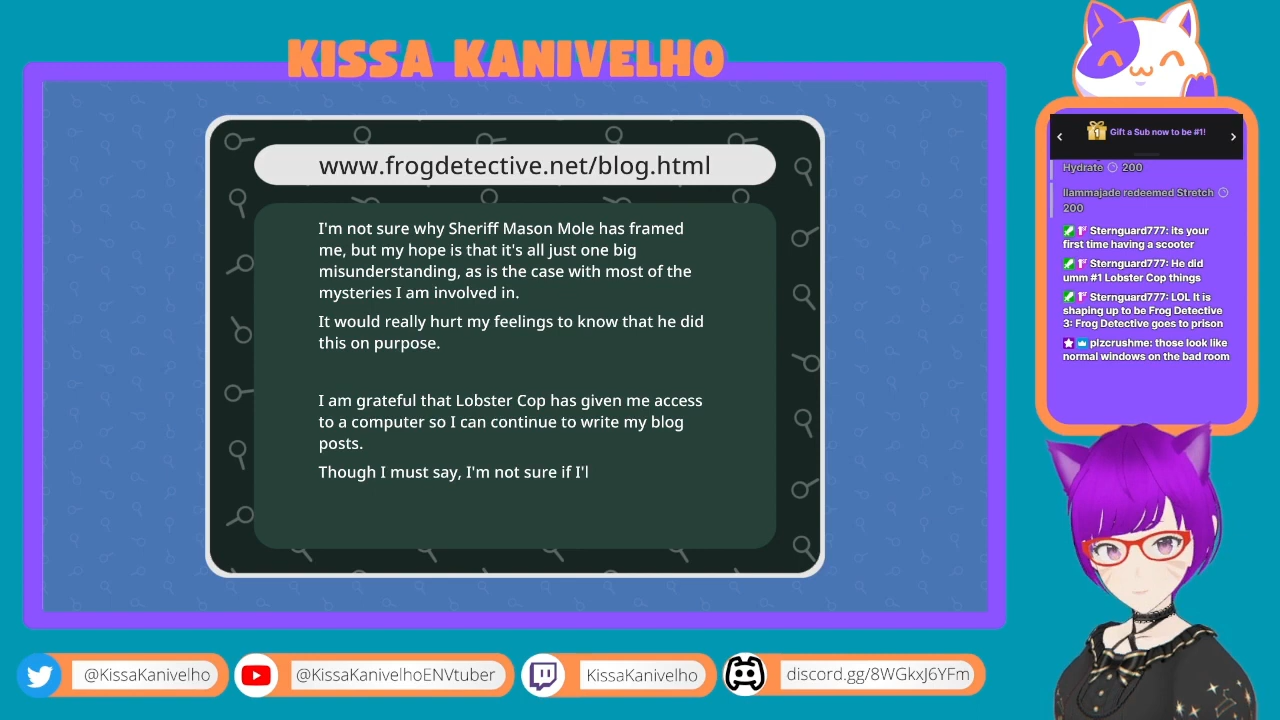 KISSA KANIVELHO
www.frogdetective.net/blog.html
I'm not sure why Sheriff Mason Mole has framed
me, but my hope is that it's all just one big
misunderstanding, as is the case with most of the
mysteries I am involved in.
It would really hurt my feelings to know that he did
this on purpose.
I am grateful that Lobster Cop has given me access
to a computer so I can continue to write my blog
posts.
Though I must say, I'm not sure if I'l
1 Gift a Sub now to be #1!
Hydrate 200
llammajade redeemed Stretch
200
Sternguard777: its your
first time having a scooter
Sternguard777: He did
umm #1 Lobster Cop things
Sternguard777: LOL It is
shaping up to be Frog Detective
3: Frog Detective goes to prison
plzcrushme: those look like
normal windows on the bad room
@KissaKanivelho
@KissaKanivelhoENVtuber
KissaKanivelho
discord.gg/8WGkxJ6YFm